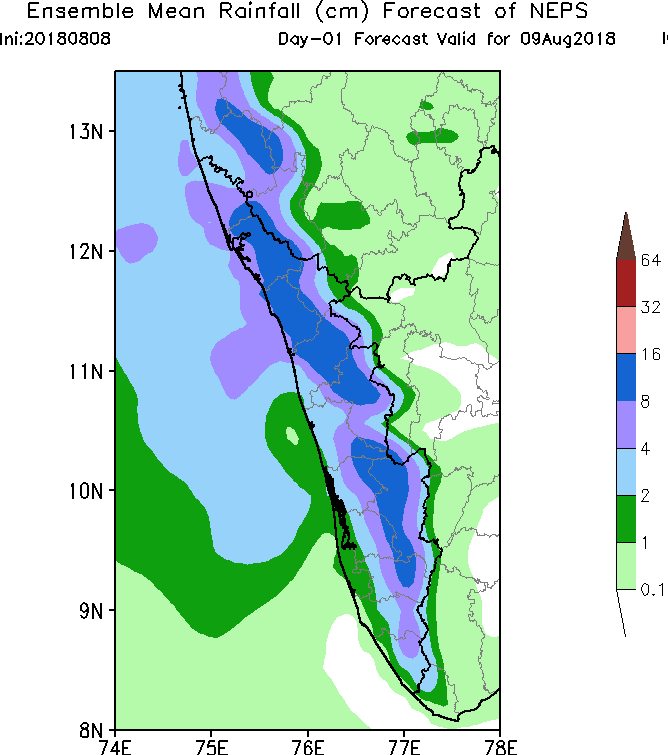 Ensemble Mean Rainfall (cm) Forecast of NEPS
Ini:20180808 Day-01 Forecast Valid for 09Aug2018
13N
12N
11N
10N
9N
8N
74E 75E 76E 77E 78E
64
32
16
8
4
2
1
0.1